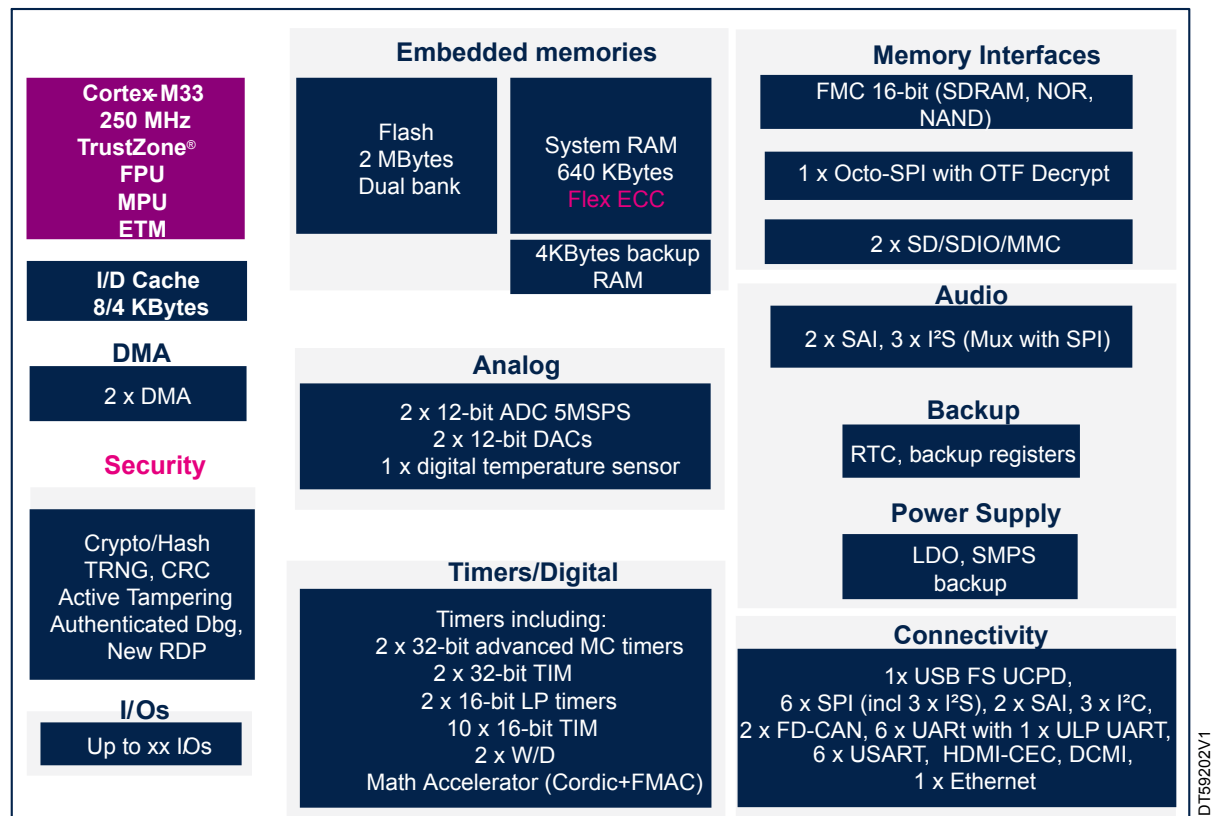 Cortex-M33
250 MHz
TrustZone®
FPU
MPU
ETM
I/D Cache
8/4 KBytes
DMA
2 x DMA
Security
Crypto/Hash
TRNG, CRC
Active Tampering
Authenticated Dbg,
New RDP
I/Os
Up to xx I/Os
Embedded memories
Flash
2 MBytes
Dual bank
System RAM
640 KBytes
Flex ECC
4KBytes backup
RAM
Analog
2 x 12-bit ADC 5MSPS
2 x 12-bit DACs
1 x digital temperature sensor
Timers/Digital
Timers including:
2 x 32-bit advanced MC timers
2 x 32-bit TIM
2 x 16-bit LP timers
10 x 16-bit TIM
2 x W/D
Math Accelerator (Cordic+FMAC)
Memory Interfaces
FMC 16-bit (SDRAM, NOR,
NAND)
1 x Octo-SPI with OTF Decrypt
2 x SD/SDIO/MMC
Audio
2 x SAI, 3 x I²S (Mux with SPI)
Backup
RTC, backup registers
Power Supply
LDO, SMPS
backup
Connectivity
1x USB FS UCPD,
6 x SPI (incl 3 x I²S), 2 x SAI, 3 x I²C,
2 x FD-CAN, 6 x UARt with 1 x ULP UART,
6 x USART, HDMI-CEC, DCMI,
1 x Ethernet
DT59202V1